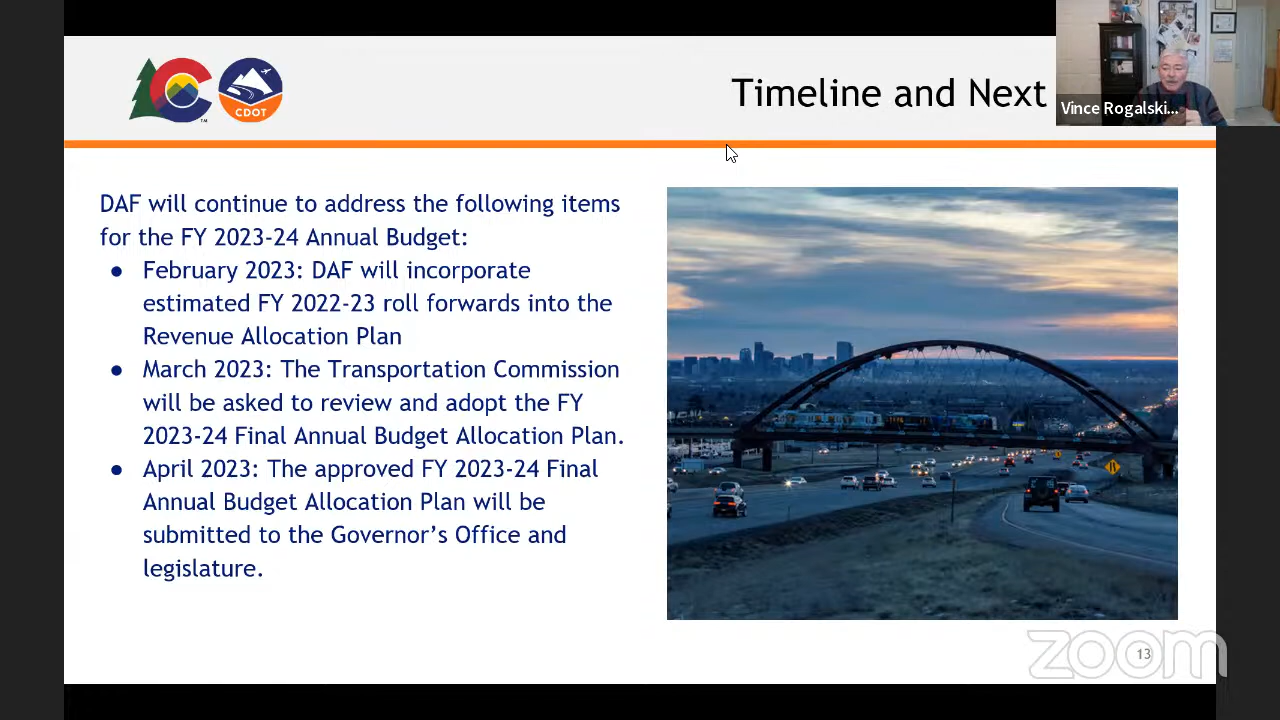 Timeline and Next
Vince Rogalski...
CDOT
TM
DAF will continue to address the following items
for the FY 2023-24 Annual Budget:
● February 2023: DAF will incorporate
estimated FY 2022-23 roll forwards into the
Revenue Allocation Plan
● March 2023: The Transportation Commission
will be asked to review and adopt the FY
2023-24 Final Annual Budget Allocation Plan.
● April 2023: The approved FY 2023-24 Final
Annual Budget Allocation Plan will be
submitted to the Governor’s Office and
legislature.
zoom
13